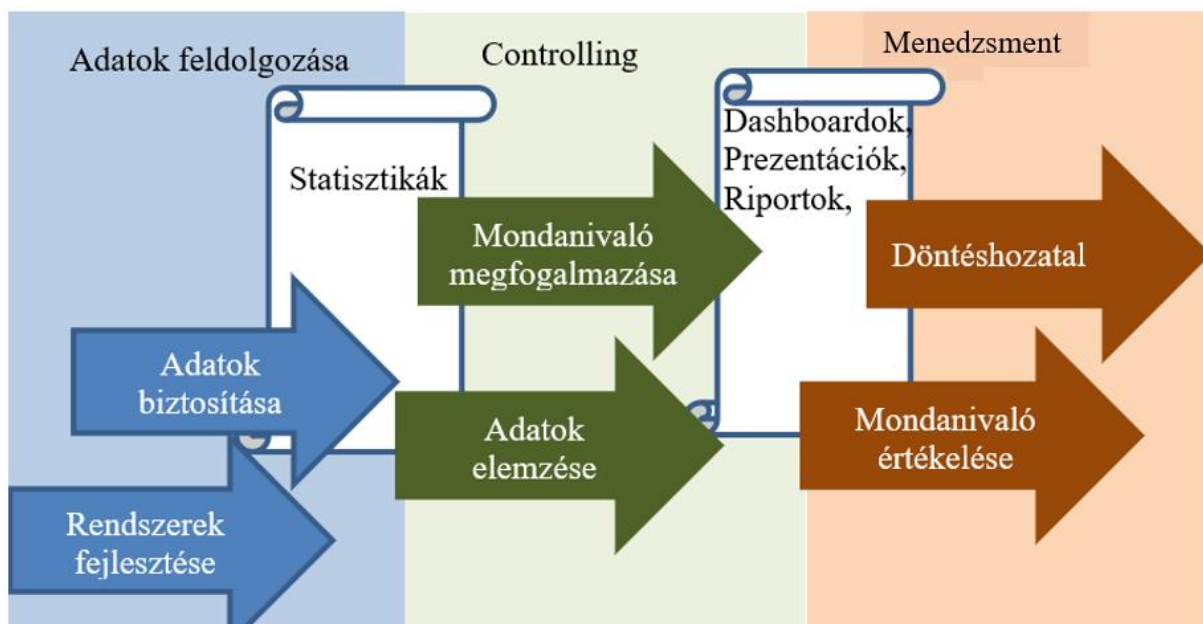 Adatok feldolgozása
Controlling
Menedzsment
Statisztikák
Dashboardok,
Prezentációk,
Riportok,
Mondanivaló
megfogalmazása
Döntéshozatal
Adatok
biztosítása
Adatok
elemzése
Mondanivaló
értékelése
Rendszerek
fejlesztése